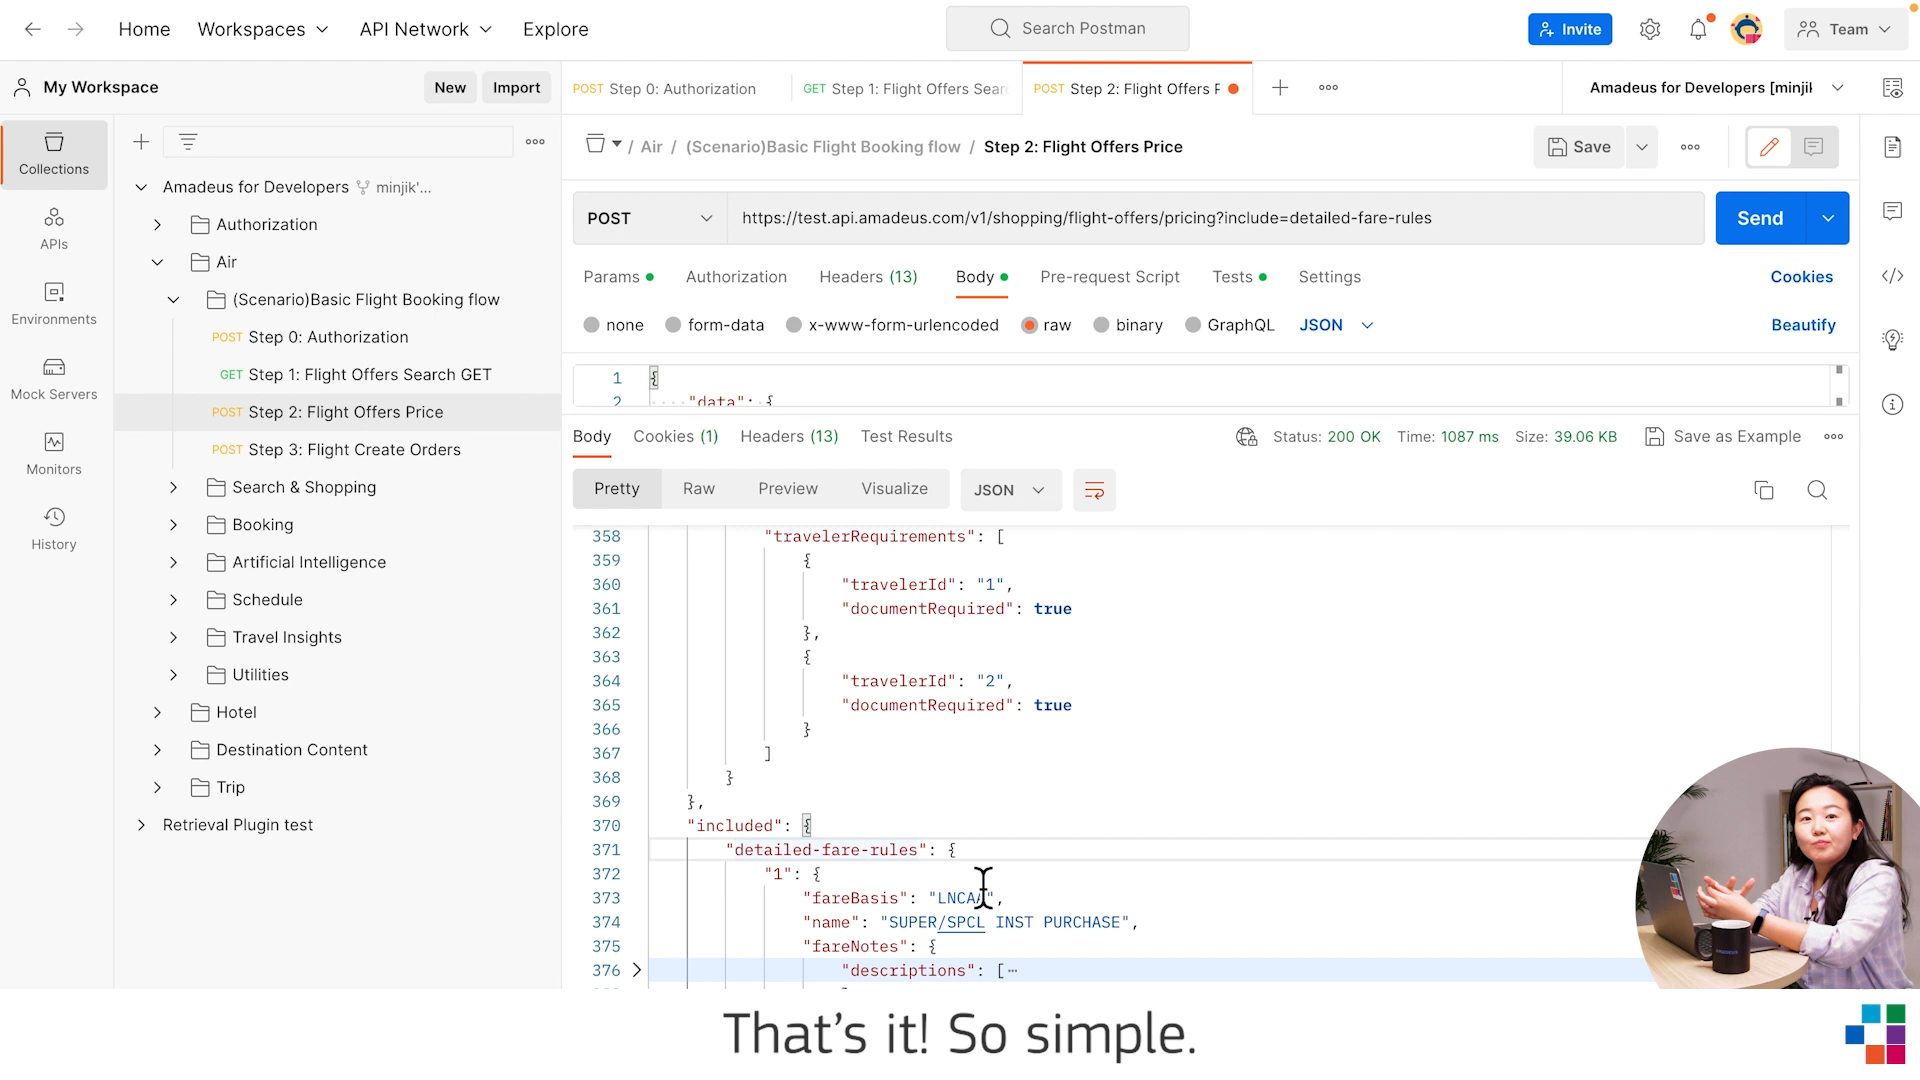 Home Workspaces API Network Explore Search Postman Invite Team
My Workspace New Import POST Step 0: Authorization GET Step 1: Flight Offers Sear POST Step 2: Flight Offers P Amadeus for Developers [minjik
Collections
APIs
Environments
Mock Servers
Monitors
History
Amadeus for Developers minjik'...
Authorization
Air
(Scenario)Basic Flight Booking flow
POST Step 0: Authorization
GET Step 1: Flight Offers Search GET
POST Step 2: Flight Offers Price
POST Step 3: Flight Create Orders
Search & Shopping
Booking
Artificial Intelligence
Schedule
Travel Insights
Utilities
Hotel
Destination Content
Trip
Retrieval Plugin test
/ Air / (Scenario)Basic Flight Booking flow / Step 2: Flight Offers Price Save
POST https://test.api.amadeus.com/v1/shopping/flight-offers/pricing?include=detailed-fare-rules Send
Params Authorization Headers (13) Body Pre-request Script Tests Settings Cookies
none form-data x-www-form-urlencoded raw binary GraphQL JSON Beautify
1 {
2 "data": {
Body Cookies (1) Headers (13) Test Results Status: 200 OK Time: 1087 ms Size: 39.06 KB Save as Example
Pretty Raw Preview Visualize JSON
358 "travelerRequirements": [
359 {
360 "travelerId": "1",
361 "documentRequired": true
362 },
363 {
364 "travelerId": "2",
365 "documentRequired": true
366 }
367 ]
368 }
369 },
370 "included": {
371 "detailed-fare-rules": {
372 "1": {
373 "fareBasis": "LNCAA",
374 "name": "SUPER/SPCL INST PURCHASE",
375 "fareNotes": {
376 "descriptions": [
That's it! So simple.